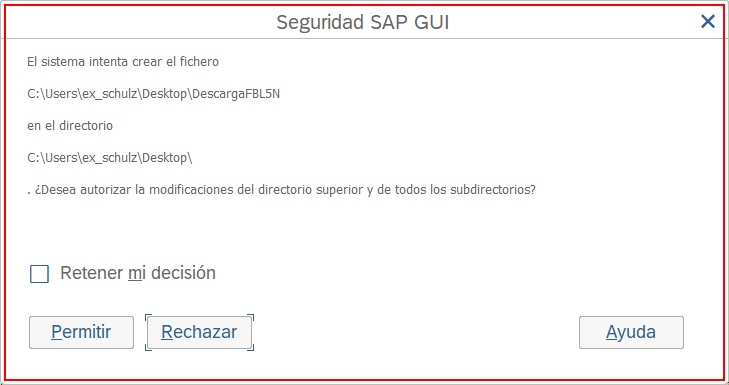 Seguridad SAP GUI
El sistema intenta crear el fichero
C:\Users\ex_schulz\Desktop\DescargaFBL5N
en el directorio
C:\Users\ex_schulz\Desktop\
. ¿Desea autorizar la modificaciones del directorio superior y de todos los subdirectorios?
Retener mi decisión
Permitir Rechazar Ayuda